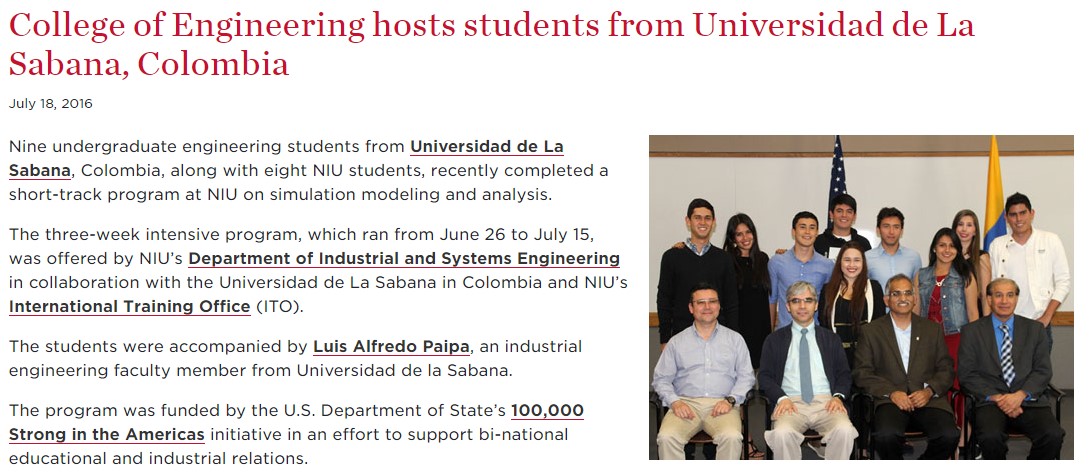 College of Engineering hosts students from Universidad de La
Sabana, Colombia
July 18, 2016
Nine undergraduate engineering students from Universidad de La
Sabana, Colombia, along with eight NIU students, recently completed a
short-track program at NIU on simulation modeling and analysis.
The three-week intensive program, which ran from June 26 to July 15,
was offered by NIU's Department of Industrial and Systems Engineering
in collaboration with the Universidad de La Sabana in Colombia and NIU's
International Training Office (ITO).
The students were accompanied by Luis Alfredo Paipa, an industrial
engineering faculty member from Universidad de la Sabana.
The program was funded by the U.S. Department of State's 100,000
Strong in the Americas initiative in an effort to support bi-national
educational and industrial relations.